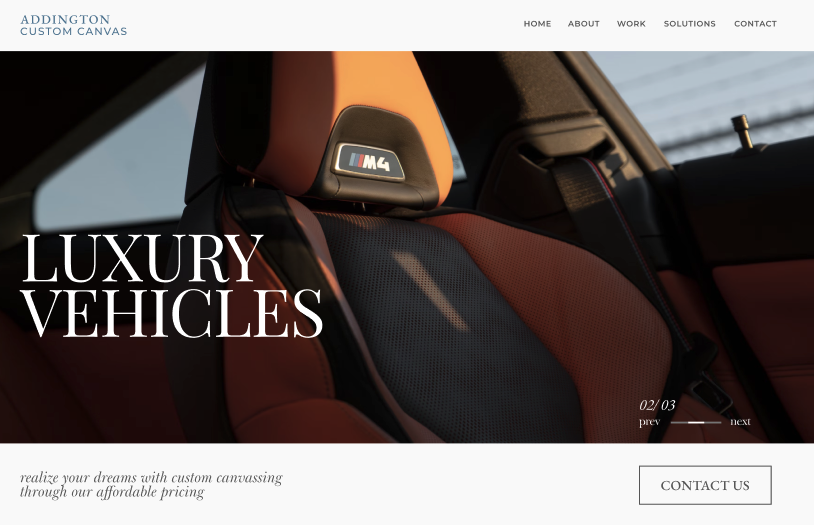 ADDINGTON
CUSTOM CANVAS
HOME ABOUT WORK SOLUTIONS CONTACT
M4
LUXURY
VEHICLES
02/ 03
prev next
realize your dreams with custom canvassing
through our affordable pricing
CONTACT US